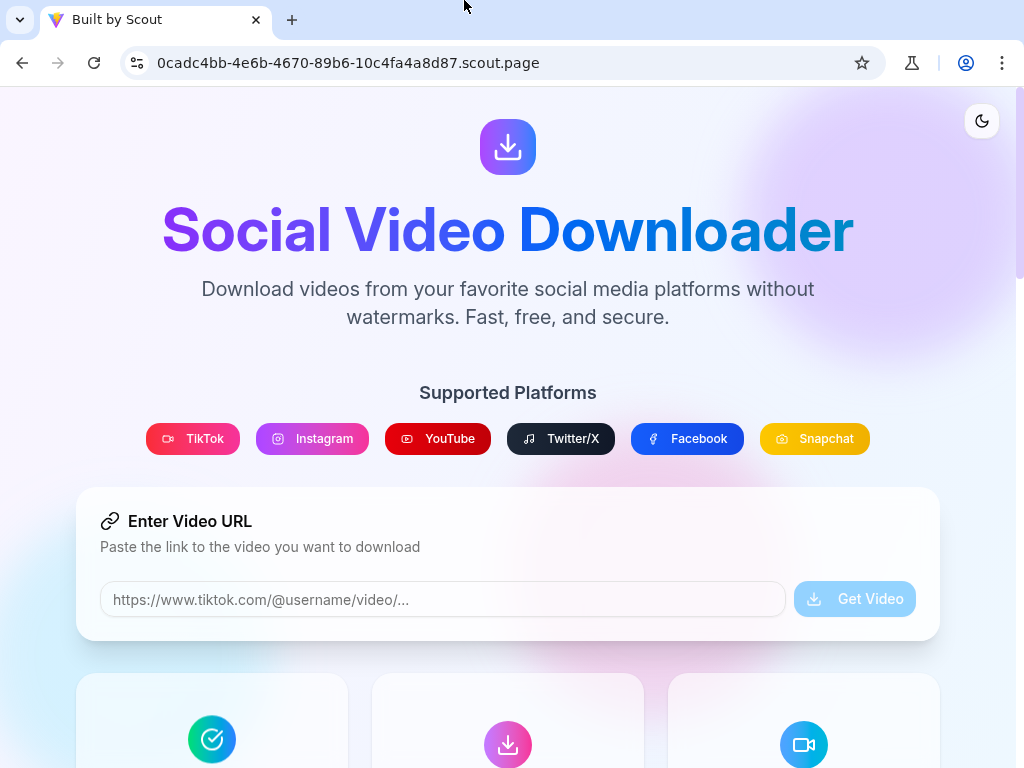 Built by Scout
0cadc4bb-4e6b-4670-89b6-10c4fa4a8d87.scout.page
Social Video Downloader
Download videos from your favorite social media platforms without
watermarks. Fast, free, and secure.
Supported Platforms
TikTok Instagram YouTube Twitter/X Facebook Snapchat
Enter Video URL
Paste the link to the video you want to download
https://www.tiktok.com/@username/video/... Get Video